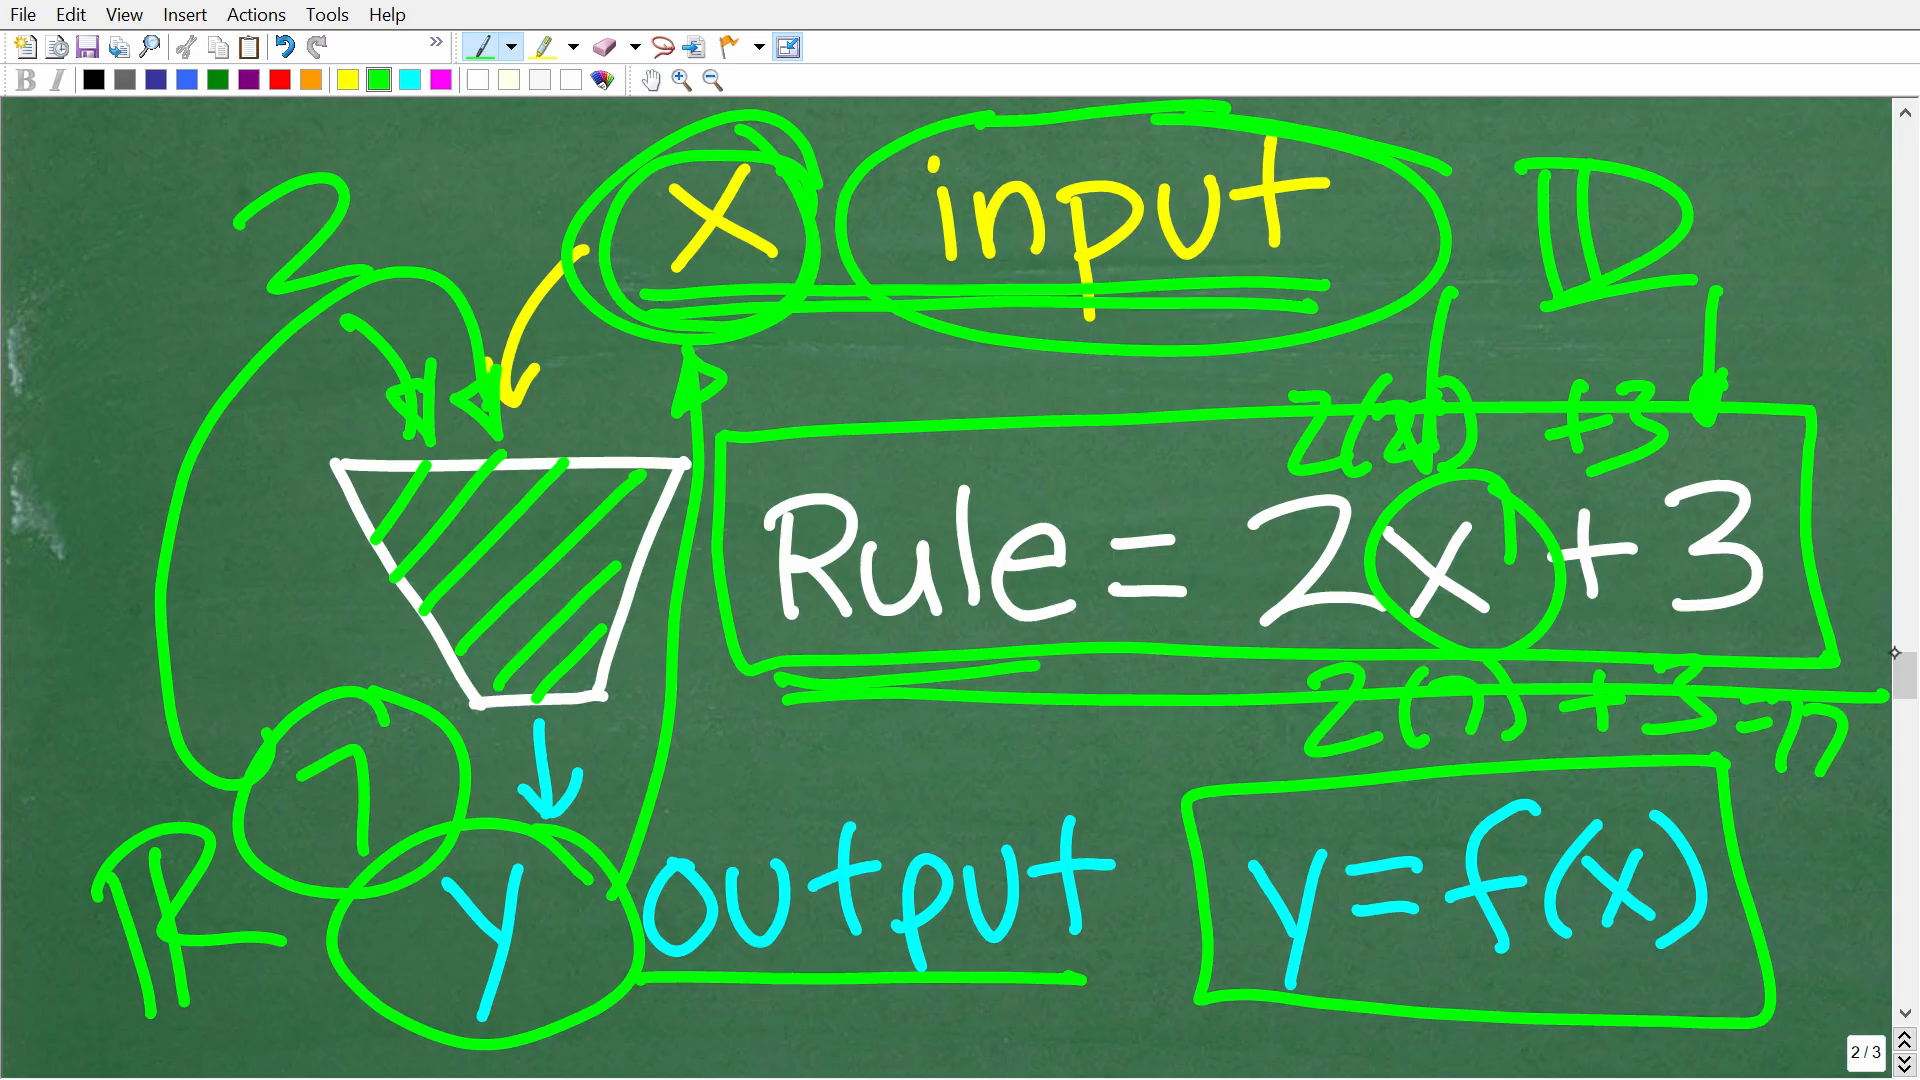 File Edit View Insert Actions Tools Help
B I
2 X input D
2(2) +3
Rule = 2x + 3
2(7) + 3 = 17
7
R y output y = f(x)
2 / 3